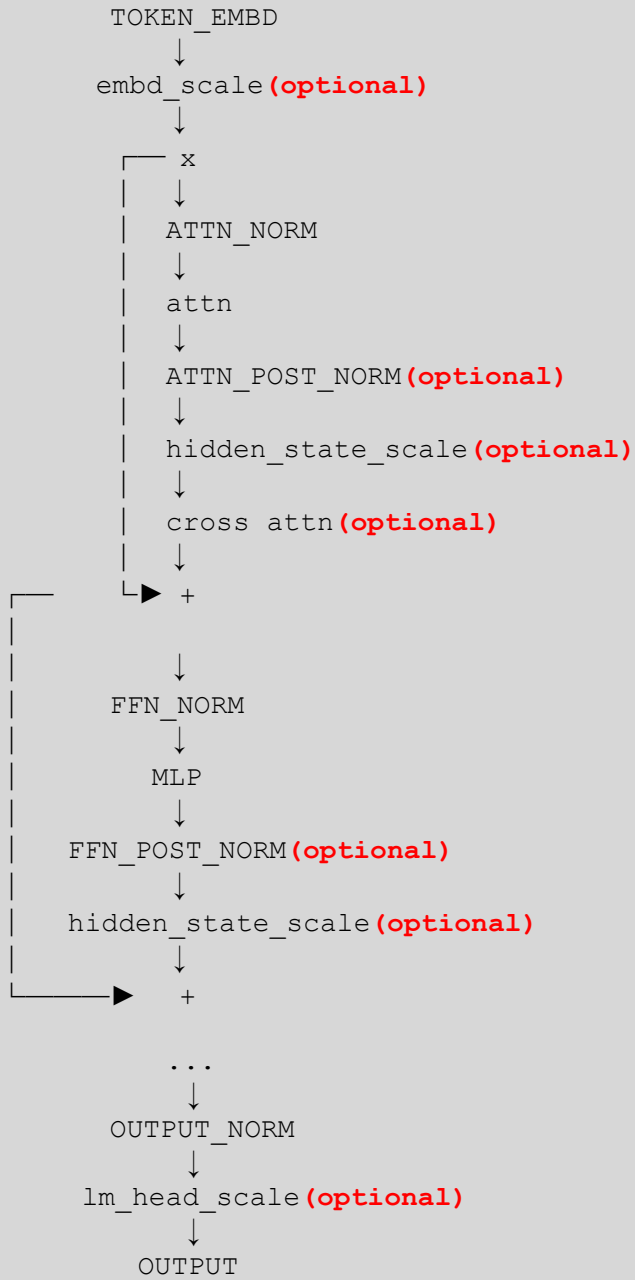 TOKEN_EMBD
↓
embd_scale(optional)
↓
x
↓
ATTN_NORM
↓
attn
↓
ATTN_POST_NORM(optional)
↓
hidden_state_scale(optional)
↓
cross attn(optional)
↓
+
↓
FFN_NORM
↓
MLP
↓
FFN_POST_NORM(optional)
↓
hidden_state_scale(optional)
↓
+
...
↓
OUTPUT_NORM
↓
lm_head_scale(optional)
↓
OUTPUT